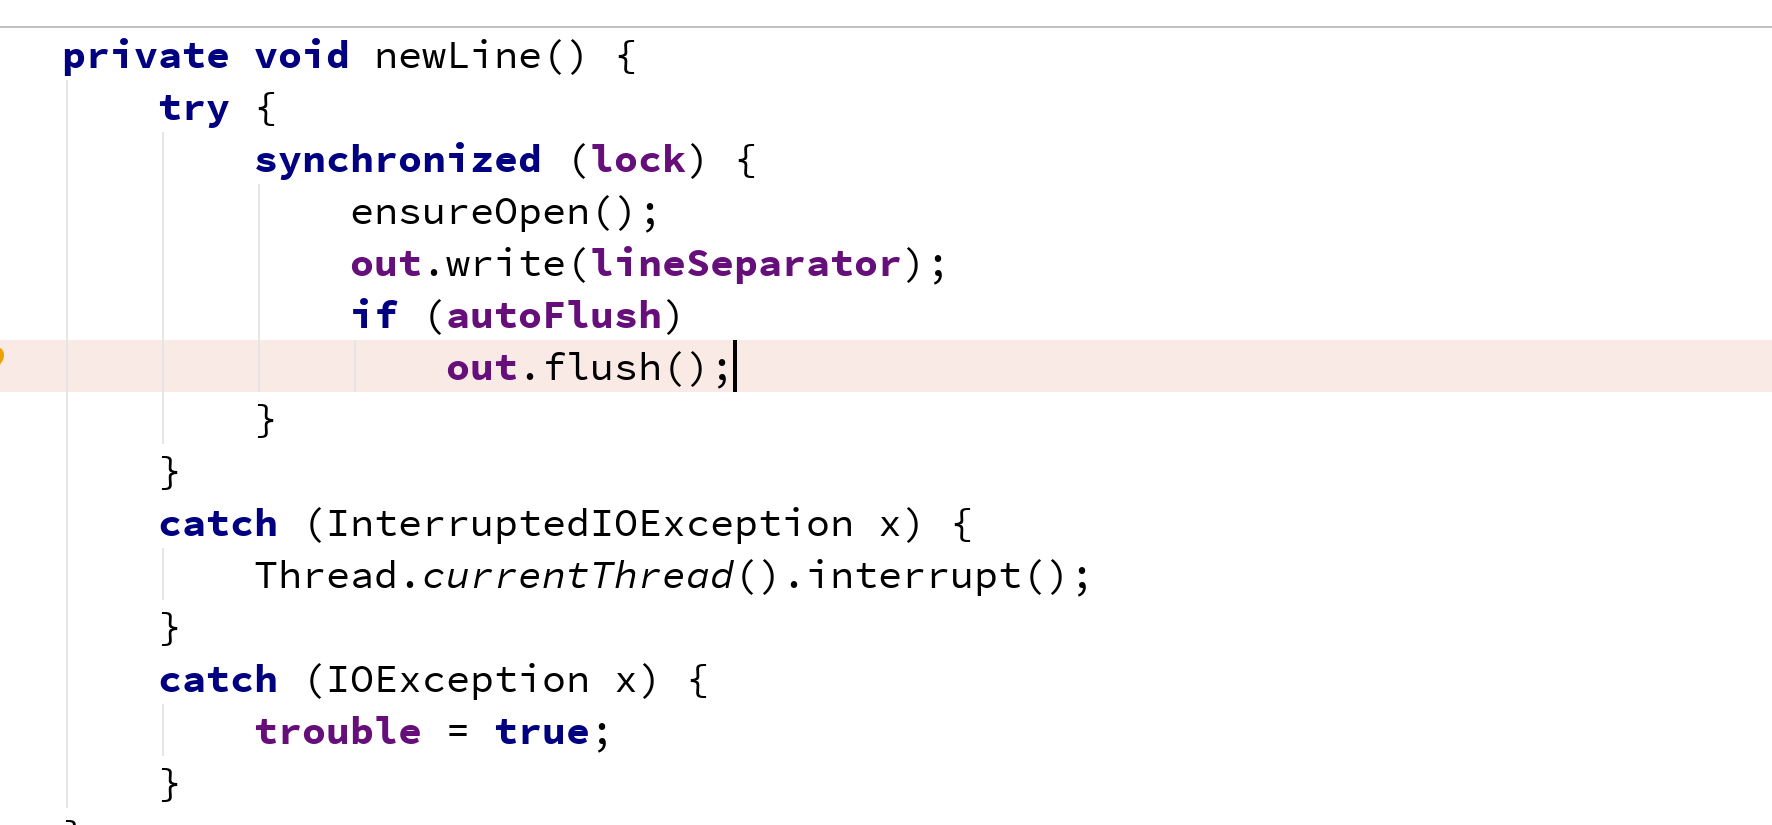 private void newLine() {
    try {
        synchronized (lock) {
            ensureOpen();
            out.write(lineSeparator);
            if (autoFlush)
                out.flush();
        }
    }
    catch (InterruptedIOException x) {
        Thread.currentThread().interrupt();
    }
    catch (IOException x) {
        trouble = true;
    }
}